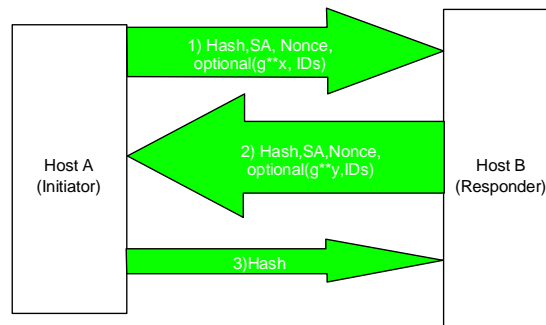 1) Hash,SA, Nonce,
optional(g**x, IDs)
Host A
(Initiator)
2) Hash,SA,Nonce,
optional(g**y,IDs)
Host B
(Responder)
3)Hash